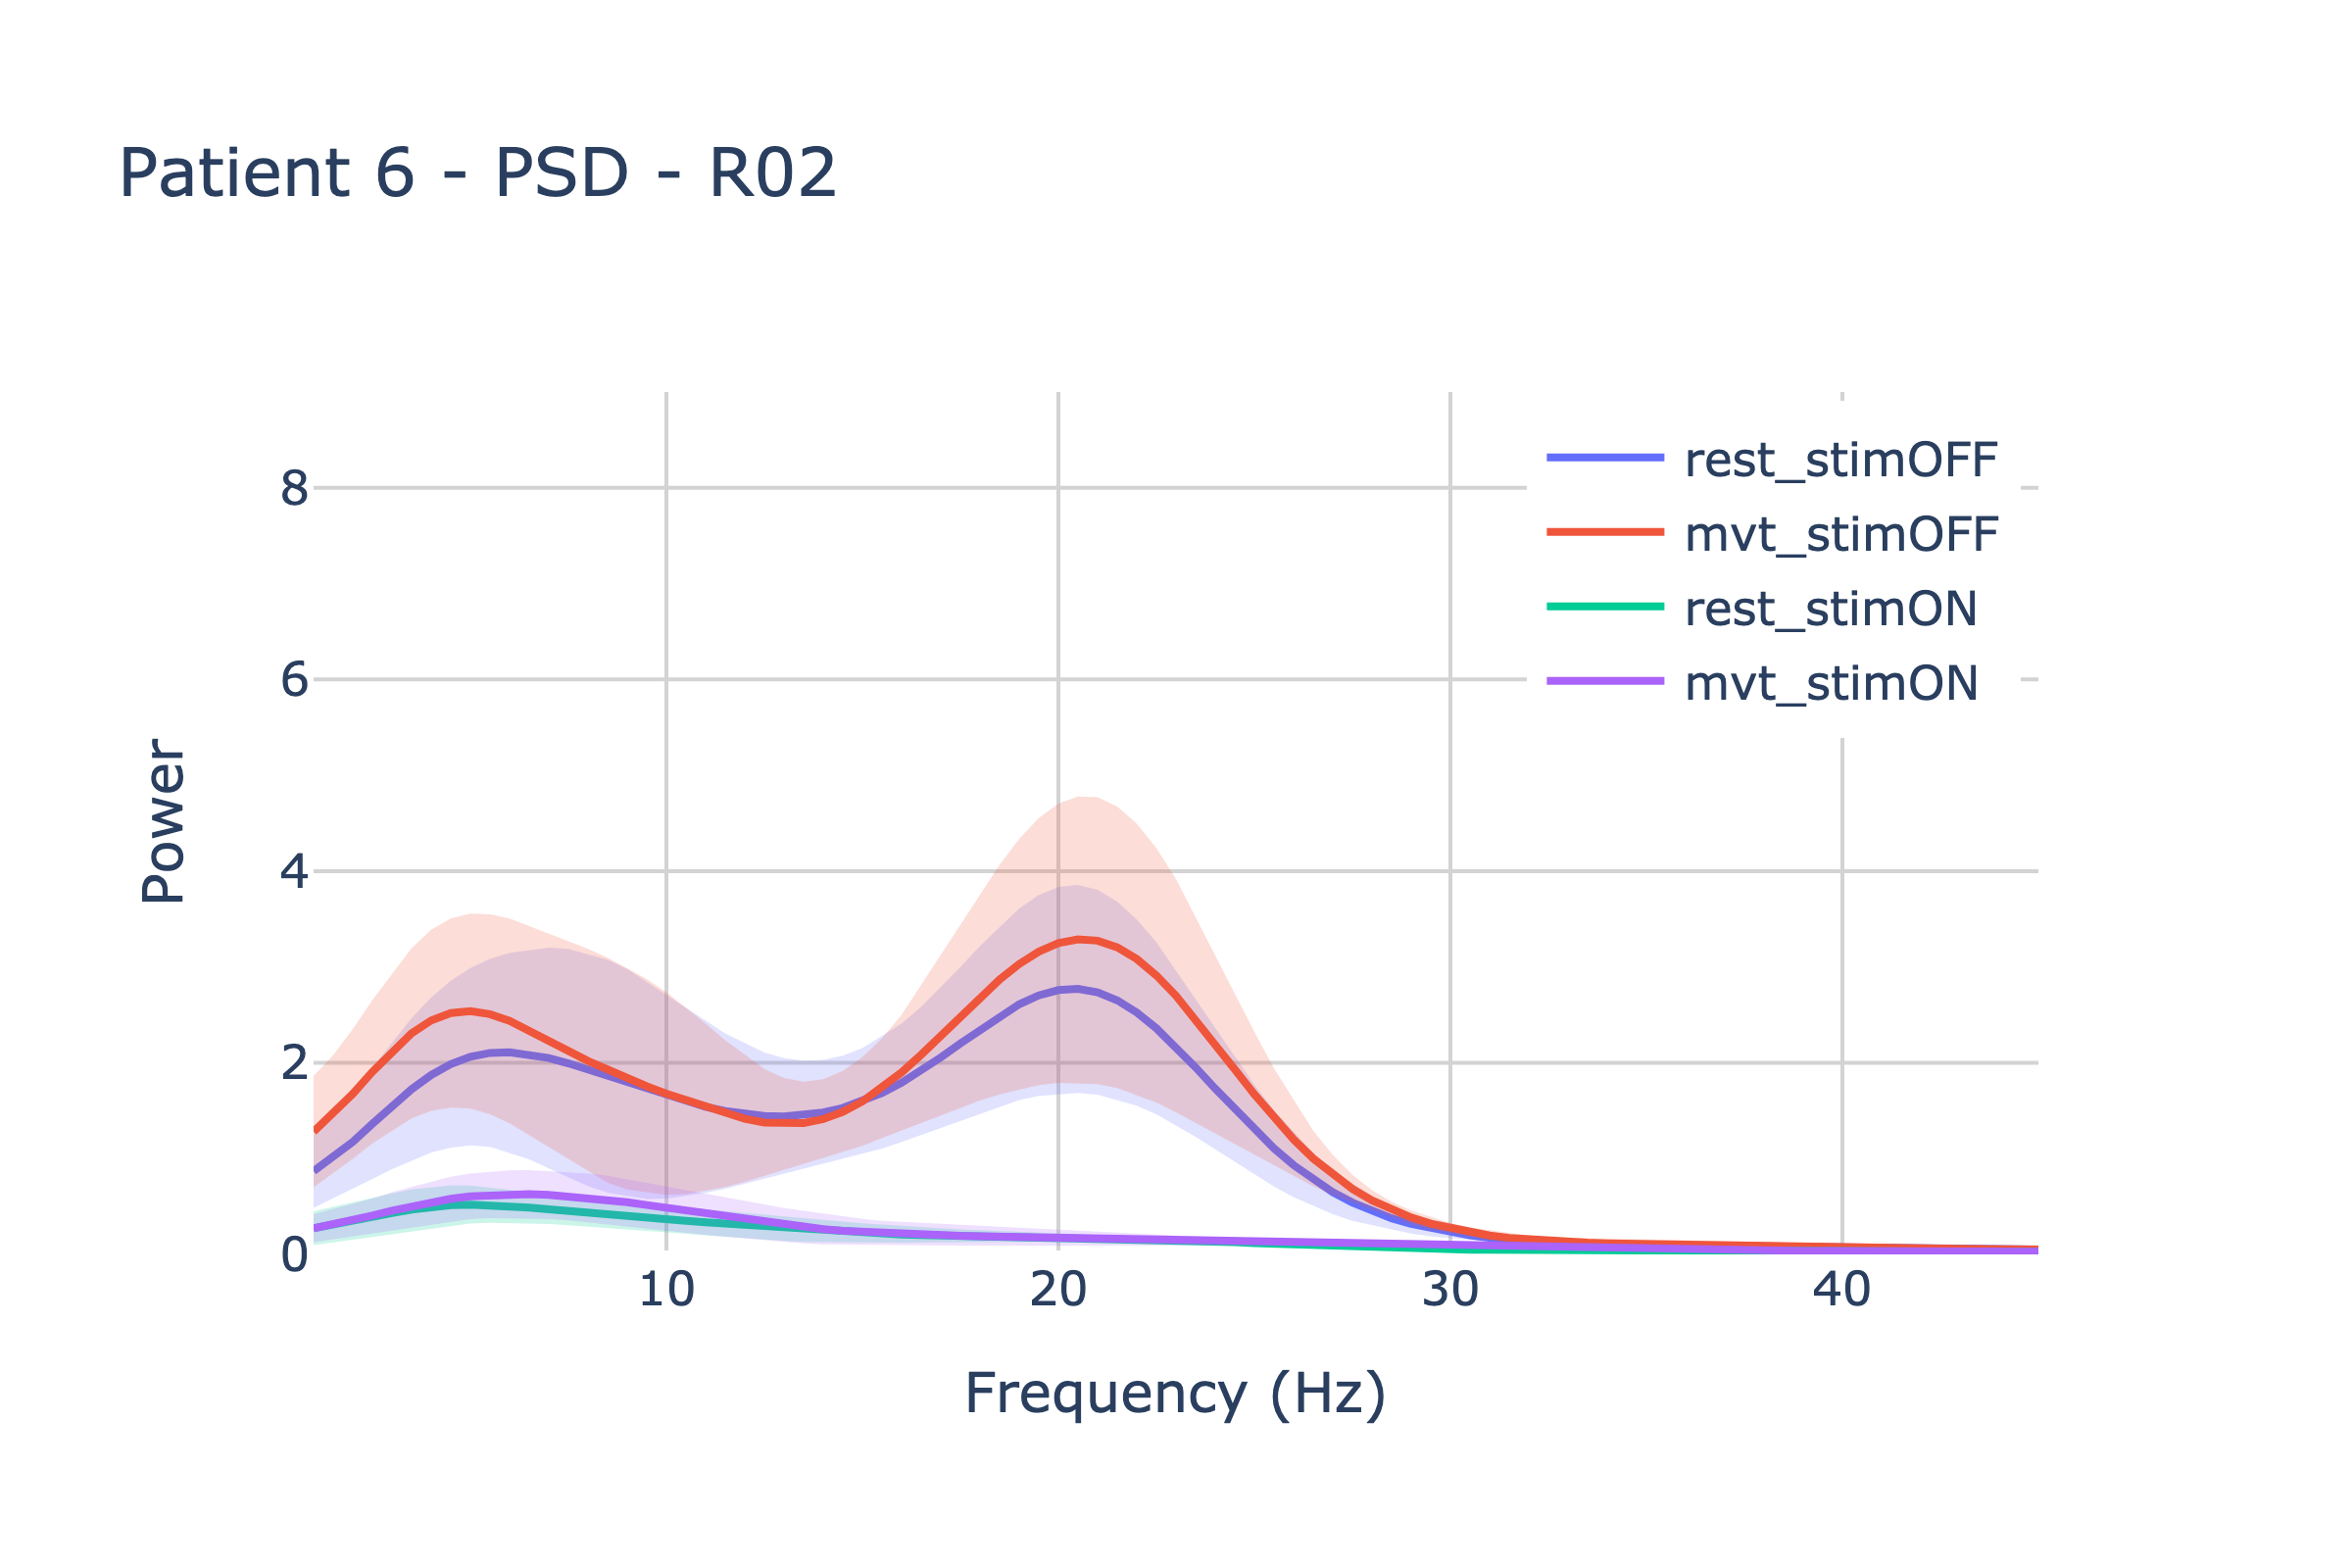 Patient 6 - PSD - R02
rest_stimOFF
mvt_stimOFF
rest_stimON
mvt_stimON
8
6
4
2
0
Power
10 20 30 40
Frequency (Hz)